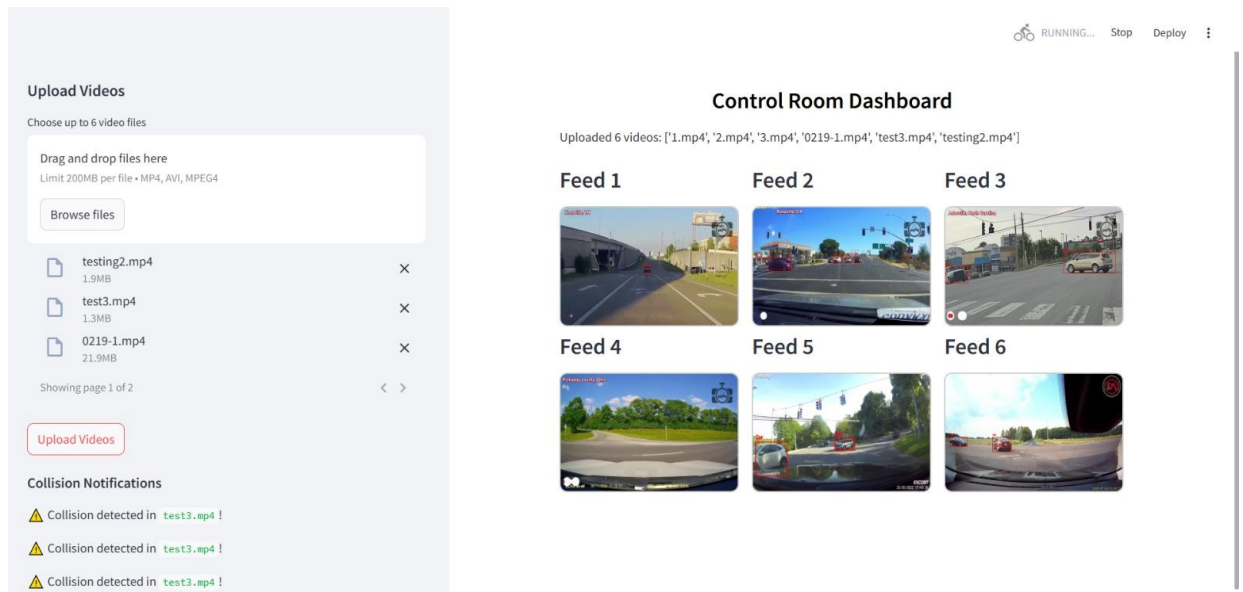 RUNNING... Stop Deploy
Upload Videos
Choose up to 6 video files
Drag and drop files here
Limit 200MB per file • MP4, AVI, MPEG4
Browse files
testing2.mp4
1.9MB
test3.mp4
1.3MB
0219-1.mp4
21.9MB
Showing page 1 of 2
Upload Videos
Collision Notifications
Collision detected in test3.mp4 !
Collision detected in test3.mp4 !
Collision detected in test3.mp4 !
Control Room Dashboard
Uploaded 6 videos: ['1.mp4', '2.mp4', '3.mp4', '0219-1.mp4', 'test3.mp4', 'testing2.mp4']
Feed 1 Feed 2 Feed 3
Feed 4 Feed 5 Feed 6